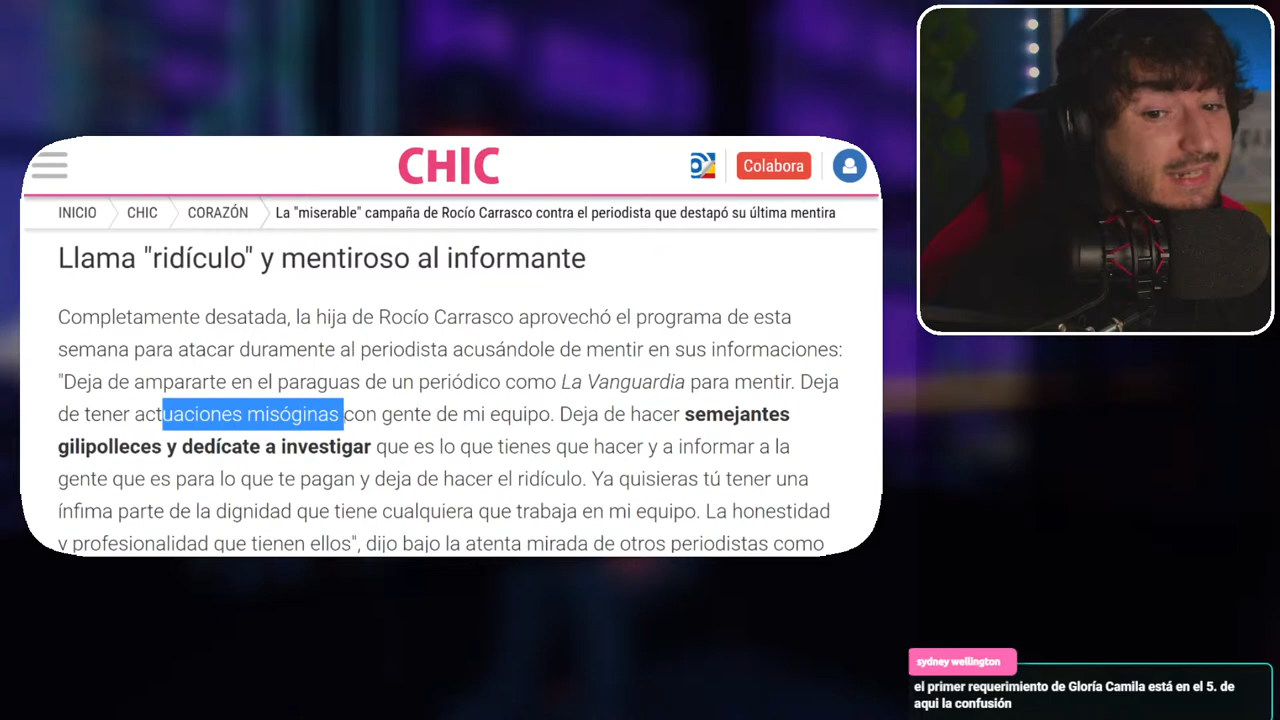 CHIC
Colabora
INICIO CHIC CORAZÓN La "miserable" campaña de Rocío Carrasco contra el periodista que destapó su última mentira
Llama "ridículo" y mentiroso al informante
Completamente desatada, la hija de Rocío Carrasco aprovechó el programa de esta
semana para atacar duramente al periodista acusándole de mentir en sus informaciones:
"Deja de ampararte en el paraguas de un periódico como La Vanguardia para mentir. Deja
de tener actuaciones misóginas con gente de mi equipo. Deja de hacer semejantes
gilipolleces y dedícate a investigar que es lo que tienes que hacer y a informar a la
gente que es para lo que te pagan y deja de hacer el ridículo. Ya quisieras tú tener una
ínfima parte de la dignidad que tiene cualquiera que trabaja en mi equipo. La honestidad
y profesionalidad que tienen ellos", dijo bajo la atenta mirada de otros periodistas como
sydney wellington
el primer requerimiento de Gloría Camila está en el 5. de
aqui la confusión